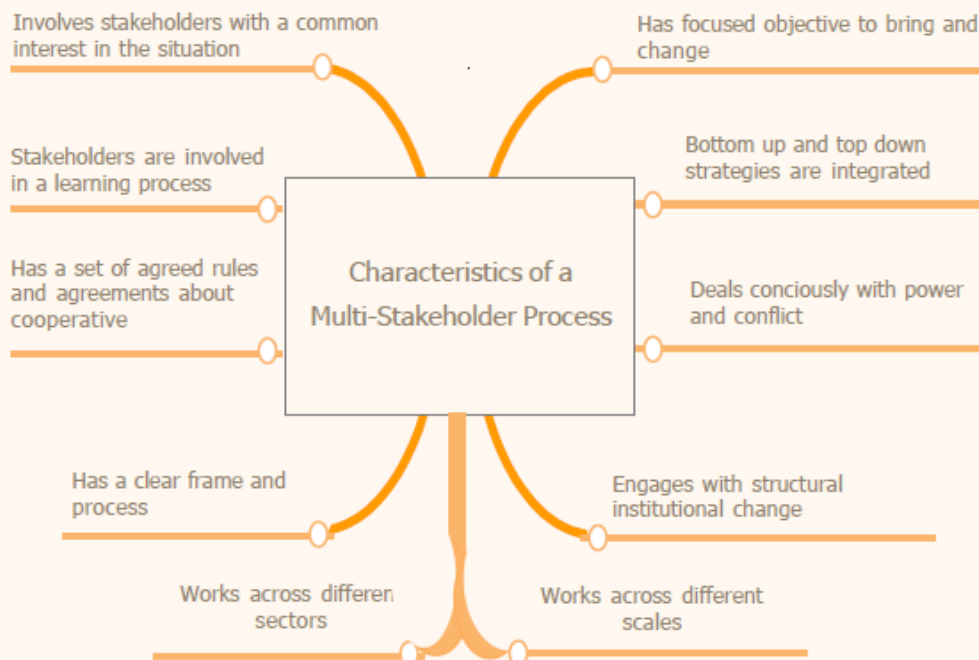 Involves stakeholders with a common
interest in the situation
Has focused objective to bring and
change
Stakeholders are involved
in a learning process
Bottom up and top down
strategies are integrated
Has a set of agreed rules
and agreements about
cooperative
Characteristics of a
Multi-Stakeholder Process
Deals conciously with power
and conflict
Has a clear frame and
process
Engages with structural
institutional change
Works across differen
sectors
Works across different
scales